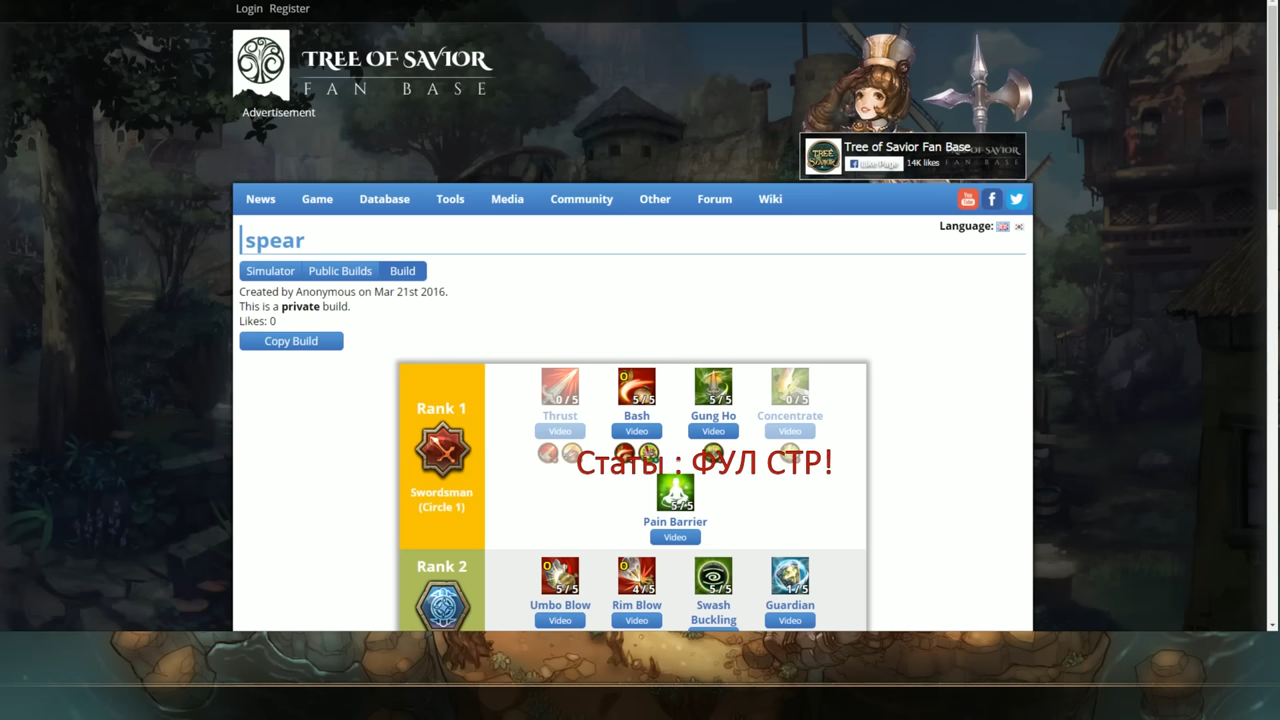 Login Register
TREE OF SAVIOR
FAN BASE
Advertisement
Tree of Savior Fan Base
Like Page 14K likes
News Game Database Tools Media Community Other Forum Wiki
Language:
spear
Simulator Public Builds Build
Created by Anonymous on Mar 21st 2016.
This is a private build.
Likes: 0
Copy Build
Rank 1
Swordsman
(Circle 1)
0 / 5 5 / 5 5 / 5 0 / 5
Thrust Bash Gung Ho Concentrate
Video Video Video Video
Статы : ФУЛ СТР!
5 / 5
Pain Barrier
Video
Rank 2
5 / 5 4 / 5 5 / 5 1 / 5
Umbo Blow Rim Blow Swash Buckling Guardian
Video Video Video